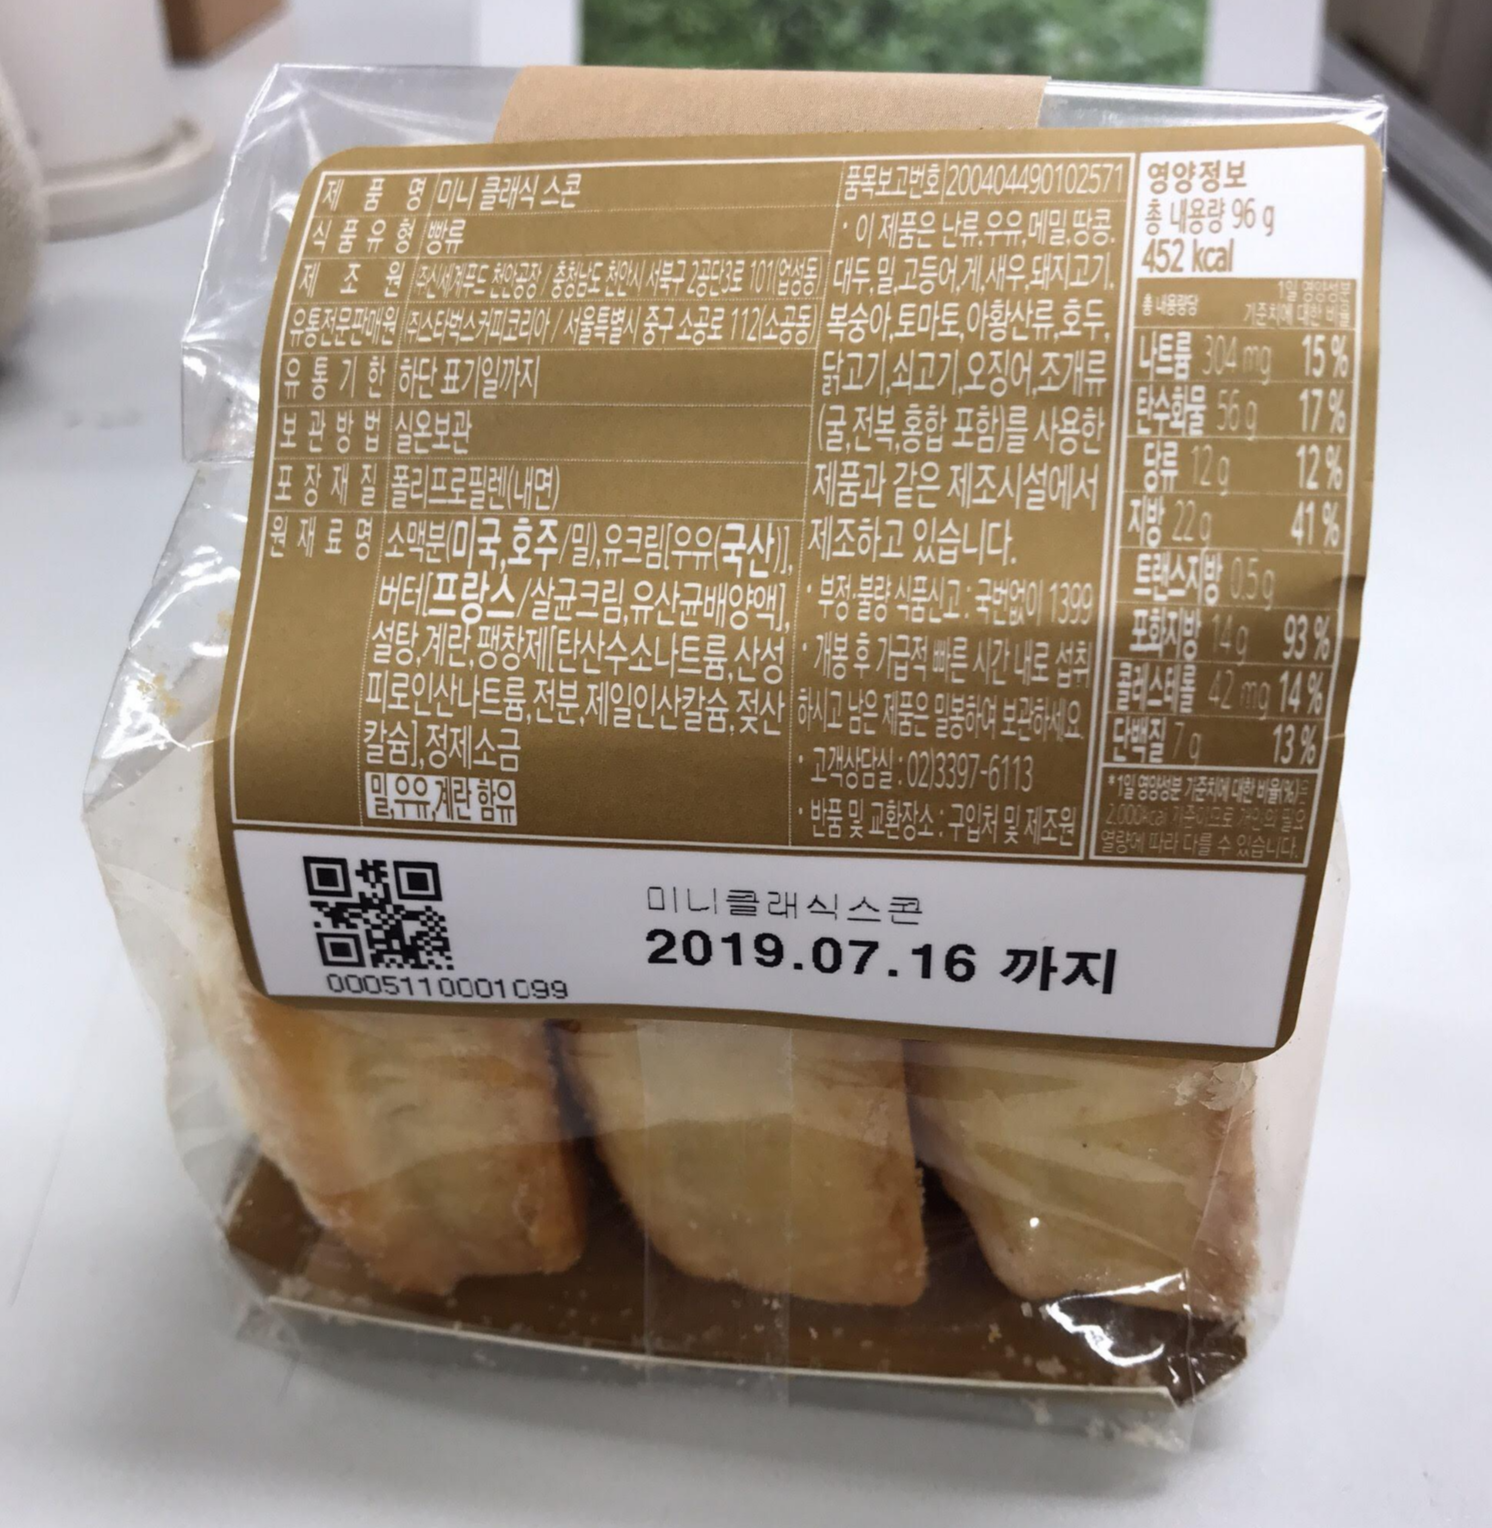 제 품 명 미니 클래식 스콘
식 품 유 형 빵류
제 조 원 ㈜신세계푸드 천안공장 / 충청남도 천안시 서북구 2공단3로 101(업성동)
유통전문판매원 ㈜스타벅스커피코리아 / 서울특별시 중구 소공로 112(소공동)
유 통 기 한 하단 표기일까지
보 관 방 법 실온보관
포 장 재 질 폴리프로필렌(내면)
원 재 료 명 소맥분(미국,호주/밀),유크림[우유(국산)],
버터[프랑스/살균크림,유산균배양액],
설탕,계란,팽창제[탄산수소나트륨,산성
피로인산나트륨,전분,제일인산칼슘,젖산
칼슘],정제소금
밀,우유,계란 함유
품목보고번호 200404490102571
· 이 제품은 난류,우유,메밀,땅콩,
대두,밀,고등어,게,새우,돼지고기,
복숭아,토마토,아황산류,호두,
닭고기,쇠고기,오징어,조개류
(굴,전복,홍합 포함)를 사용한
제품과 같은 제조시설에서
제조하고 있습니다.
· 부정·불량 식품신고 : 국번없이 1399
· 개봉 후 가급적 빠른 시간 내로 섭취
하시고 남은 제품은 밀봉하여 보관하세요.
· 고객상담실 : 02)3397-6113
· 반품 및 교환장소 : 구입처 및 제조원
영양정보
총 내용량 96 g
452 kcal
총 내용량당 1일 영양성분
기준치에 대한 비율
나트륨 304 mg 15 %
탄수화물 56 g 17 %
당류 12 g 12 %
지방 22 g 41 %
트랜스지방 0.5 g
포화지방 14 g 93 %
콜레스테롤 42 mg 14 %
단백질 7 g 13 %
*1일 영양성분 기준치에 대한 비율(%)은
2,000kcal 기준이므로 개인의 필요
열량에 따라 다를 수 있습니다.
미니클래식스콘
2019.07.16 까지
0005110001099